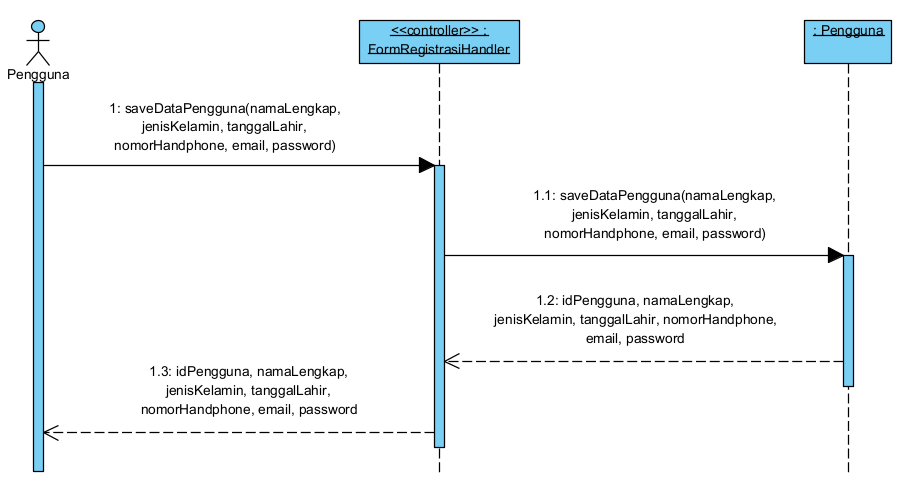 <<controller>> :
FormRegistrasiHandler
: Pengguna
Pengguna
1: saveDataPengguna(namaLengkap,
jenisKelamin, tanggalLahir,
nomorHandphone, email, password)
1.1: saveDataPengguna(namaLengkap,
jenisKelamin, tanggalLahir,
nomorHandphone, email, password)
1.2: idPengguna, namaLengkap,
jenisKelamin, tanggalLahir, nomorHandphone,
email, password
1.3: idPengguna, namaLengkap,
jenisKelamin, tanggalLahir,
nomorHandphone, email, password